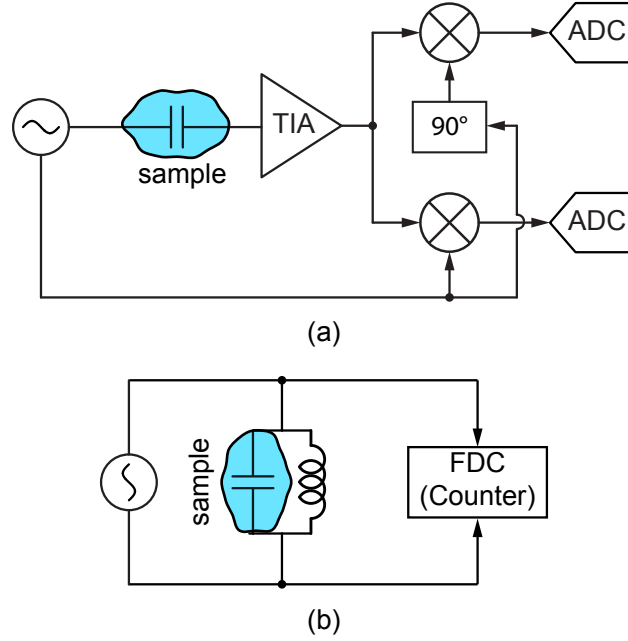 ADC
TIA
90°
sample
ADC
(a)
sample
FDC
(Counter)
(b)